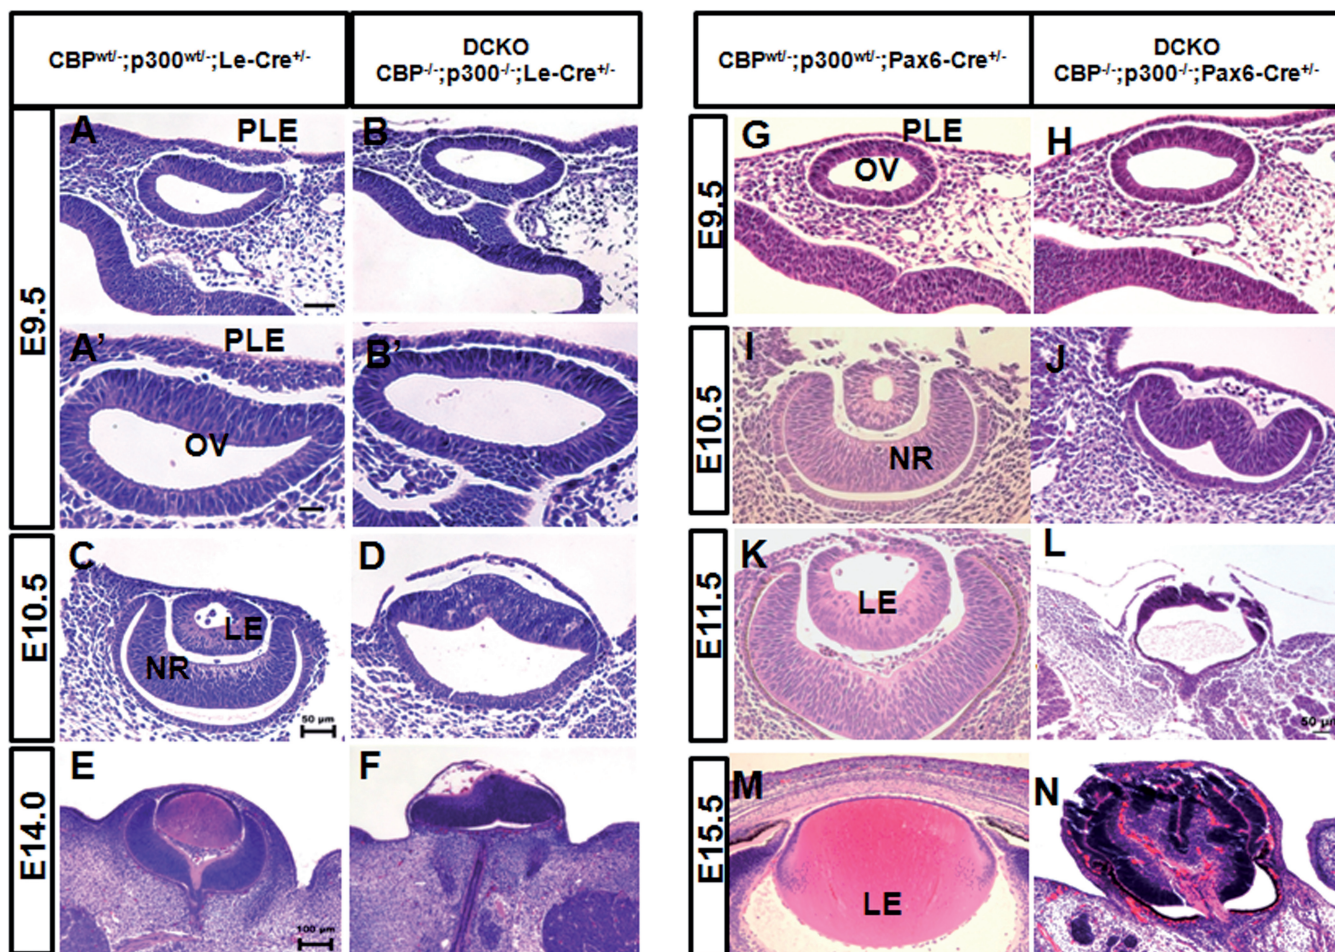 CBPwt/-;p300wt/-;Le-Cre+/-
DCKO
CBP-/-;p300-/-;Le-Cre+/-
CBPwt/-;p300wt/-;Pax6-Cre+/-
DCKO
CBP-/-;p300-/-;Pax6-Cre+/-
E9.5
A
PLE
B
A’
PLE
OV
B’
E10.5
C
LE
NR
50 µm
D
E14.0
E
100 µm
F
E9.5
G
PLE
OV
H
E10.5
I
NR
J
E11.5
K
LE
L
50 µm
E15.5
M
LE
N